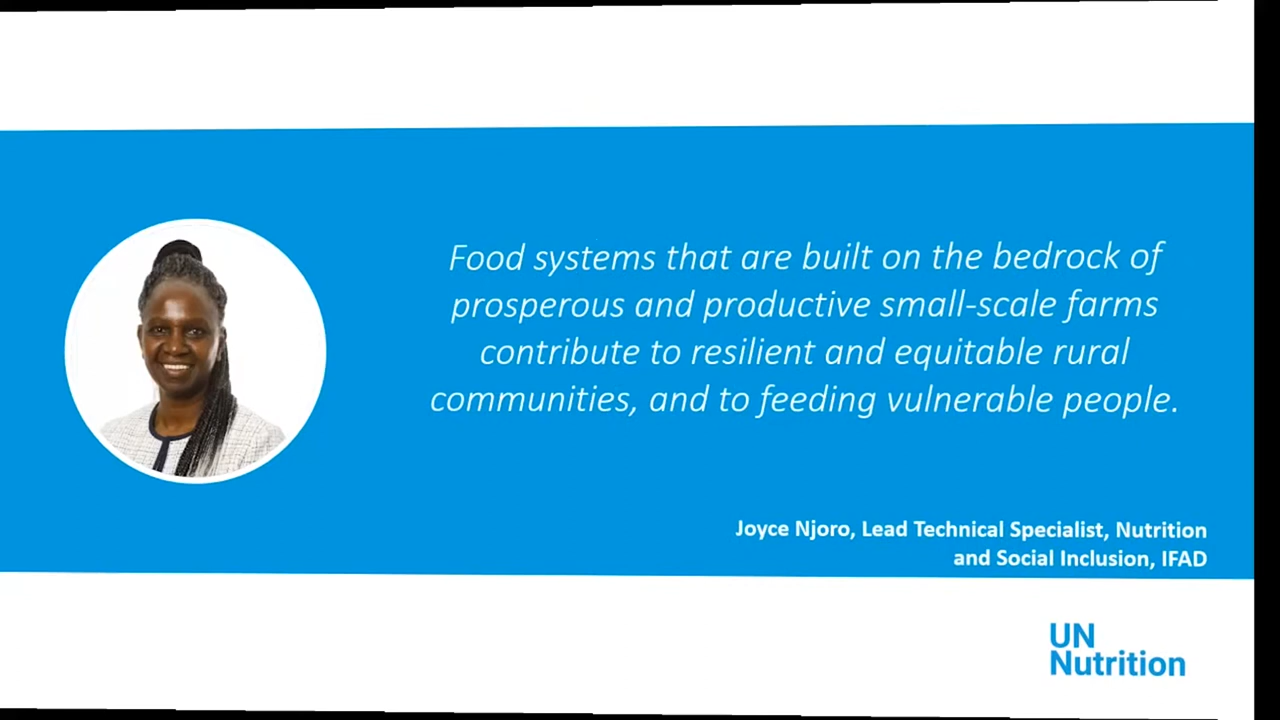 Food systems that are built on the bedrock of
prosperous and productive small-scale farms
contribute to resilient and equitable rural
communities, and to feeding vulnerable people.
Joyce Njoro, Lead Technical Specialist, Nutrition
and Social Inclusion, IFAD
UN
Nutrition